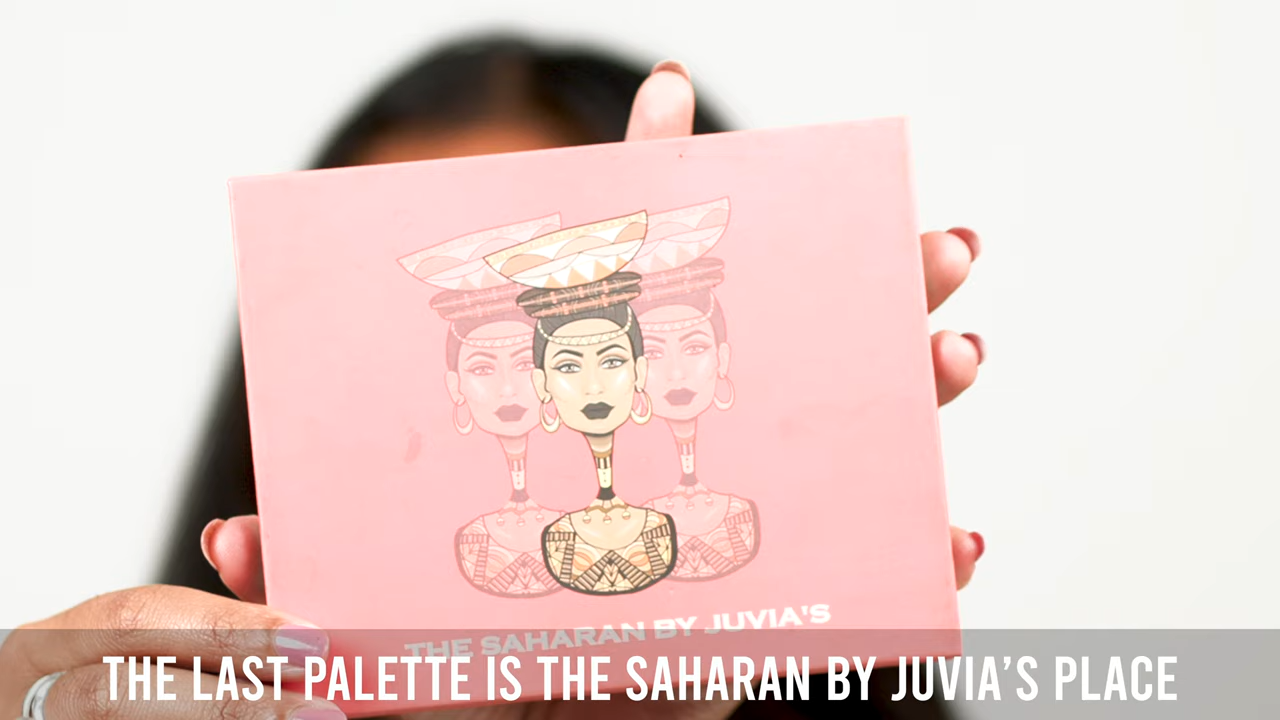 THE SAHARAN BY JUVIA'S
THE LAST PALETTE IS THE SAHARAN BY JUVIA’S PLACE